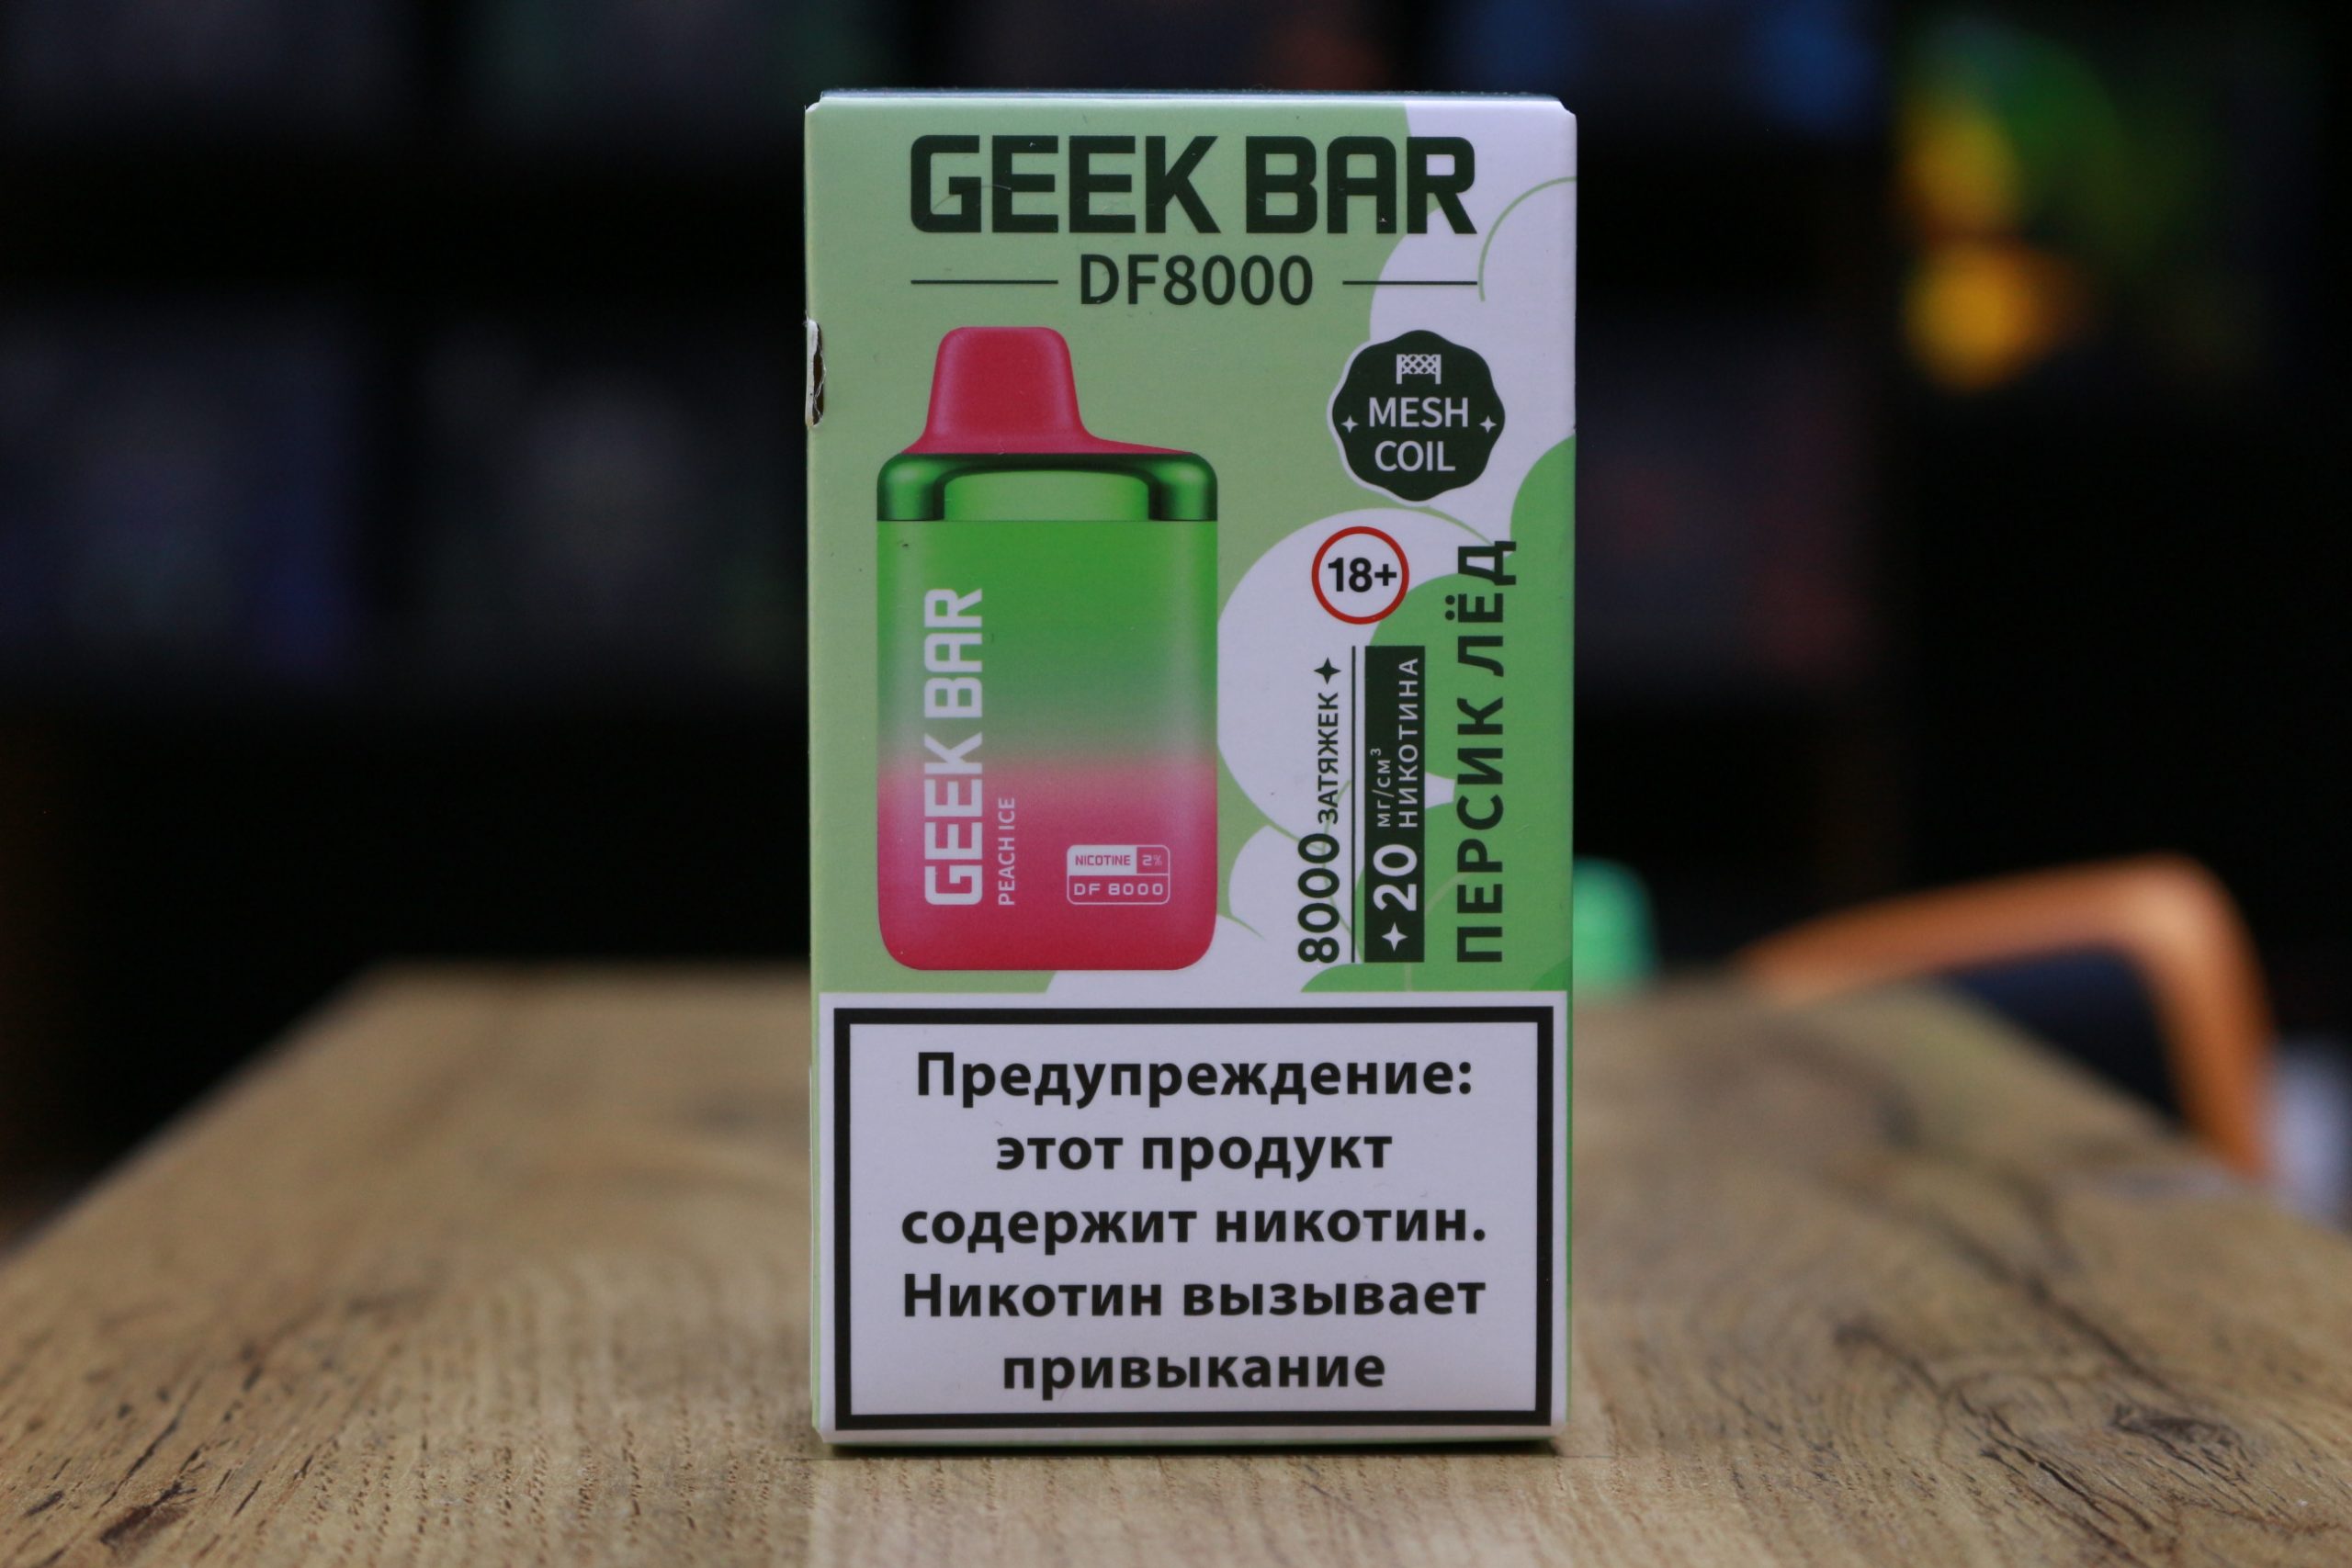 GEEK BAR
DF8000
MESH
COIL
18+
GEEK BAR
PEACH ICE
NICOTINE 2%
DF 8000
8000 ЗАТЯЖЕК
20 мг/см³
НИКОТИНА
ПЕРСИК ЛЁД
Предупреждение:
этот продукт
содержит никотин.
Никотин вызывает
привыкание